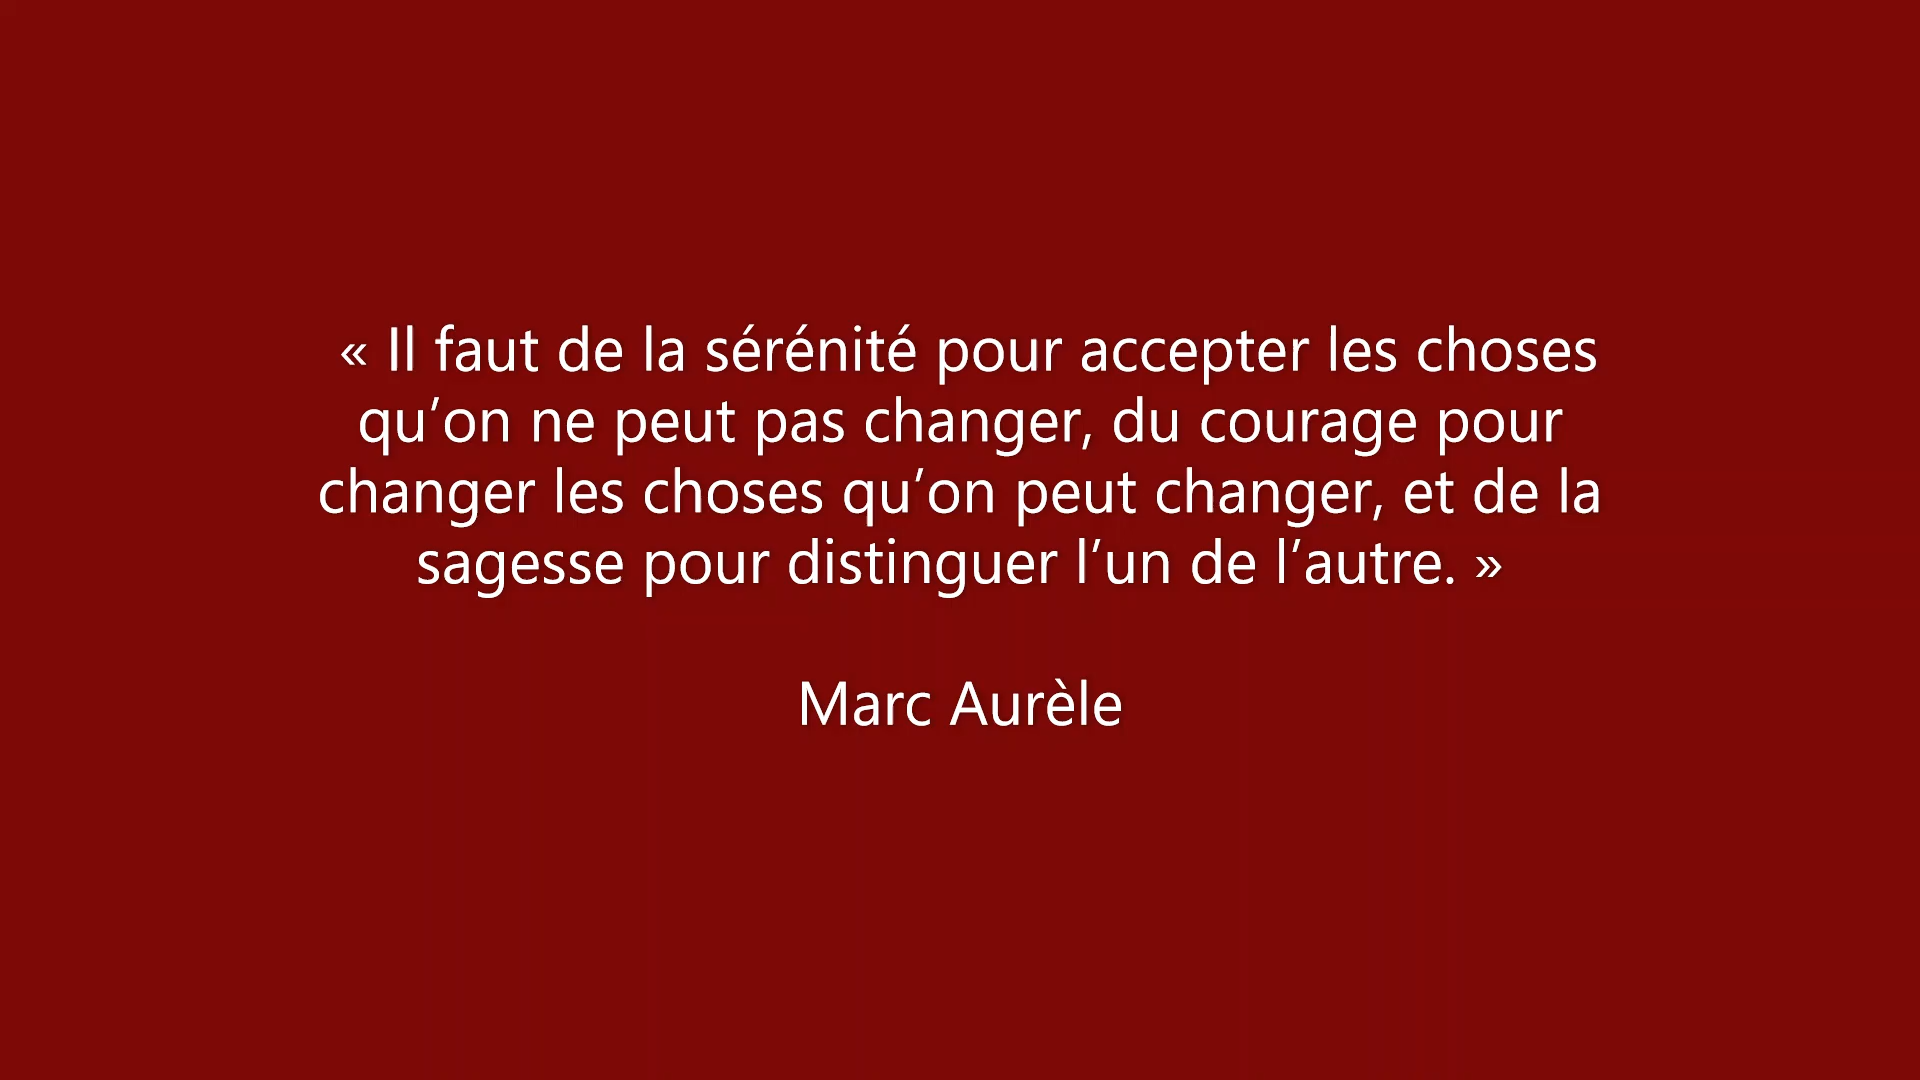 « Il faut de la sérénité pour accepter les choses
qu’on ne peut pas changer, du courage pour
changer les choses qu’on peut changer, et de la
sagesse pour distinguer l’un de l’autre. »
Marc Aurèle